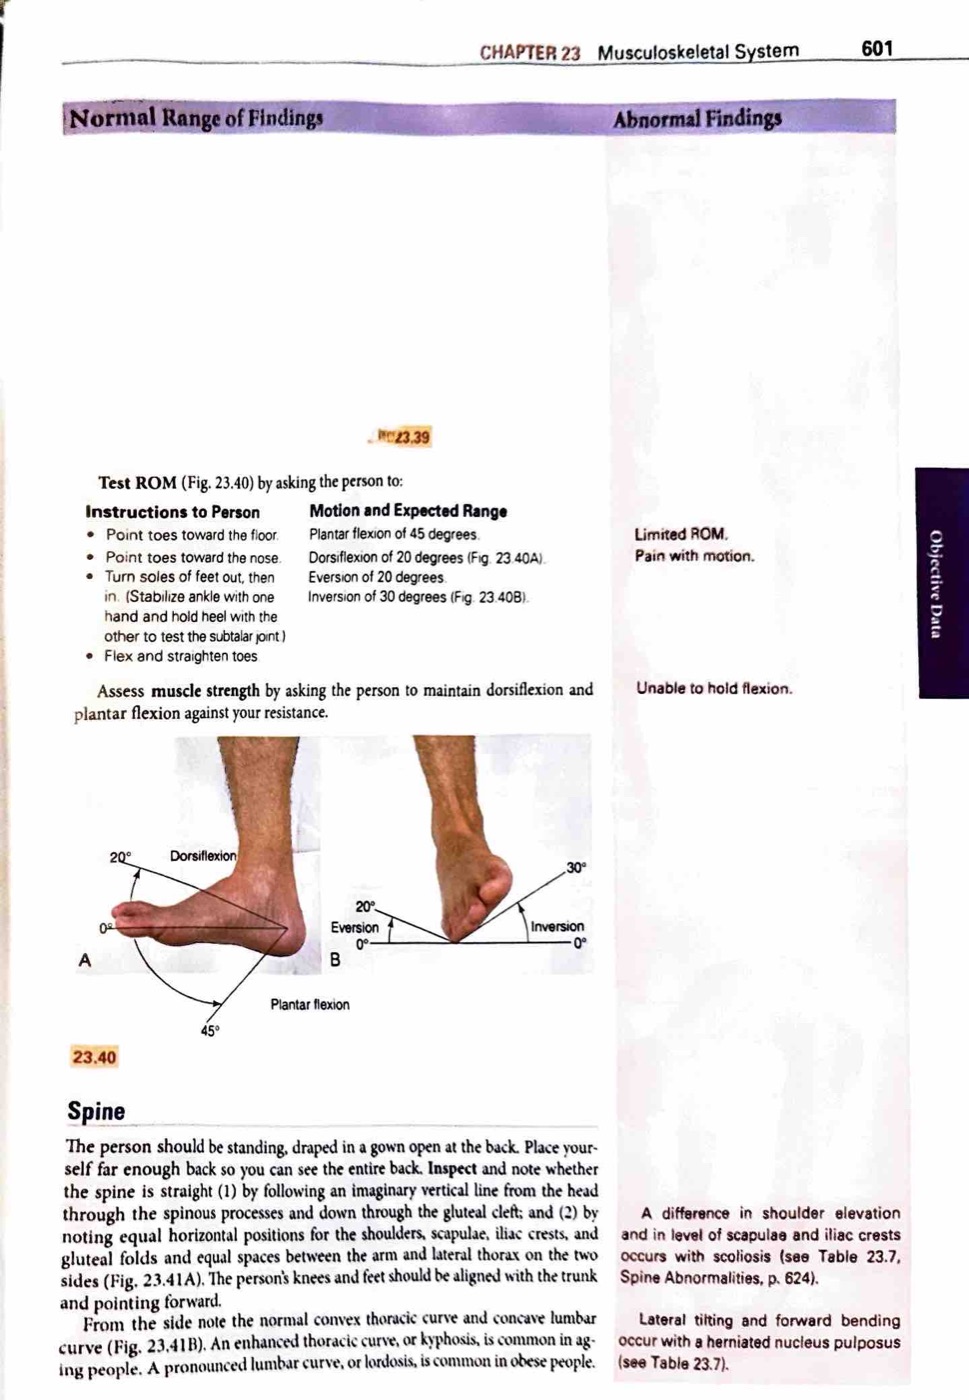 CHAPTER 23 Musculoskeletal System 601
Normal Range of Findings
Abnormal Findings
23.39
Test ROM (Fig. 23.40) by asking the person to:
Instructions to Person
Motion and Expected Range
• Point toes toward the floor.
Plantar flexion of 45 degrees.
• Point toes toward the nose.
Dorsiflexion of 20 degrees (Fig. 23.40A).
• Turn soles of feet out, then
Eversion of 20 degrees.
in. (Stabilize ankle with one
Inversion of 30 degrees (Fig. 23.40B).
hand and hold heel with the
other to test the subtalar joint.)
• Flex and straighten toes
Limited ROM.
Pain with motion.
Assess muscle strength by asking the person to maintain dorsiflexion and
plantar flexion against your resistance.
Unable to hold flexion.
Objective Data
20°
Dorsiflexion
0°
A
Plantar flexion
45°
20°
Eversion
0°
B
30°
Inversion
0°
23.40
Spine
The person should be standing, draped in a gown open at the back. Place your-
self far enough back so you can see the entire back. Inspect and note whether
the spine is straight (1) by following an imaginary vertical line from the head
through the spinous processes and down through the gluteal cleft; and (2) by
noting equal horizontal positions for the shoulders, scapulae, iliac crests, and
gluteal folds and equal spaces between the arm and lateral thorax on the two
sides (Fig. 23.41A). The person's knees and feet should be aligned with the trunk
and pointing forward.
From the side note the normal convex thoracic curve and concave lumbar
curve (Fig. 23.41B). An enhanced thoracic curve, or kyphosis, is common in ag-
ing people. A pronounced lumbar curve, or lordosis, is common in obese people.
A difference in shoulder elevation
and in level of scapulae and iliac crests
occurs with scoliosis (see Table 23.7,
Spine Abnormalities, p. 624).
Lateral tilting and forward bending
occur with a herniated nucleus pulposus
(see Table 23.7).